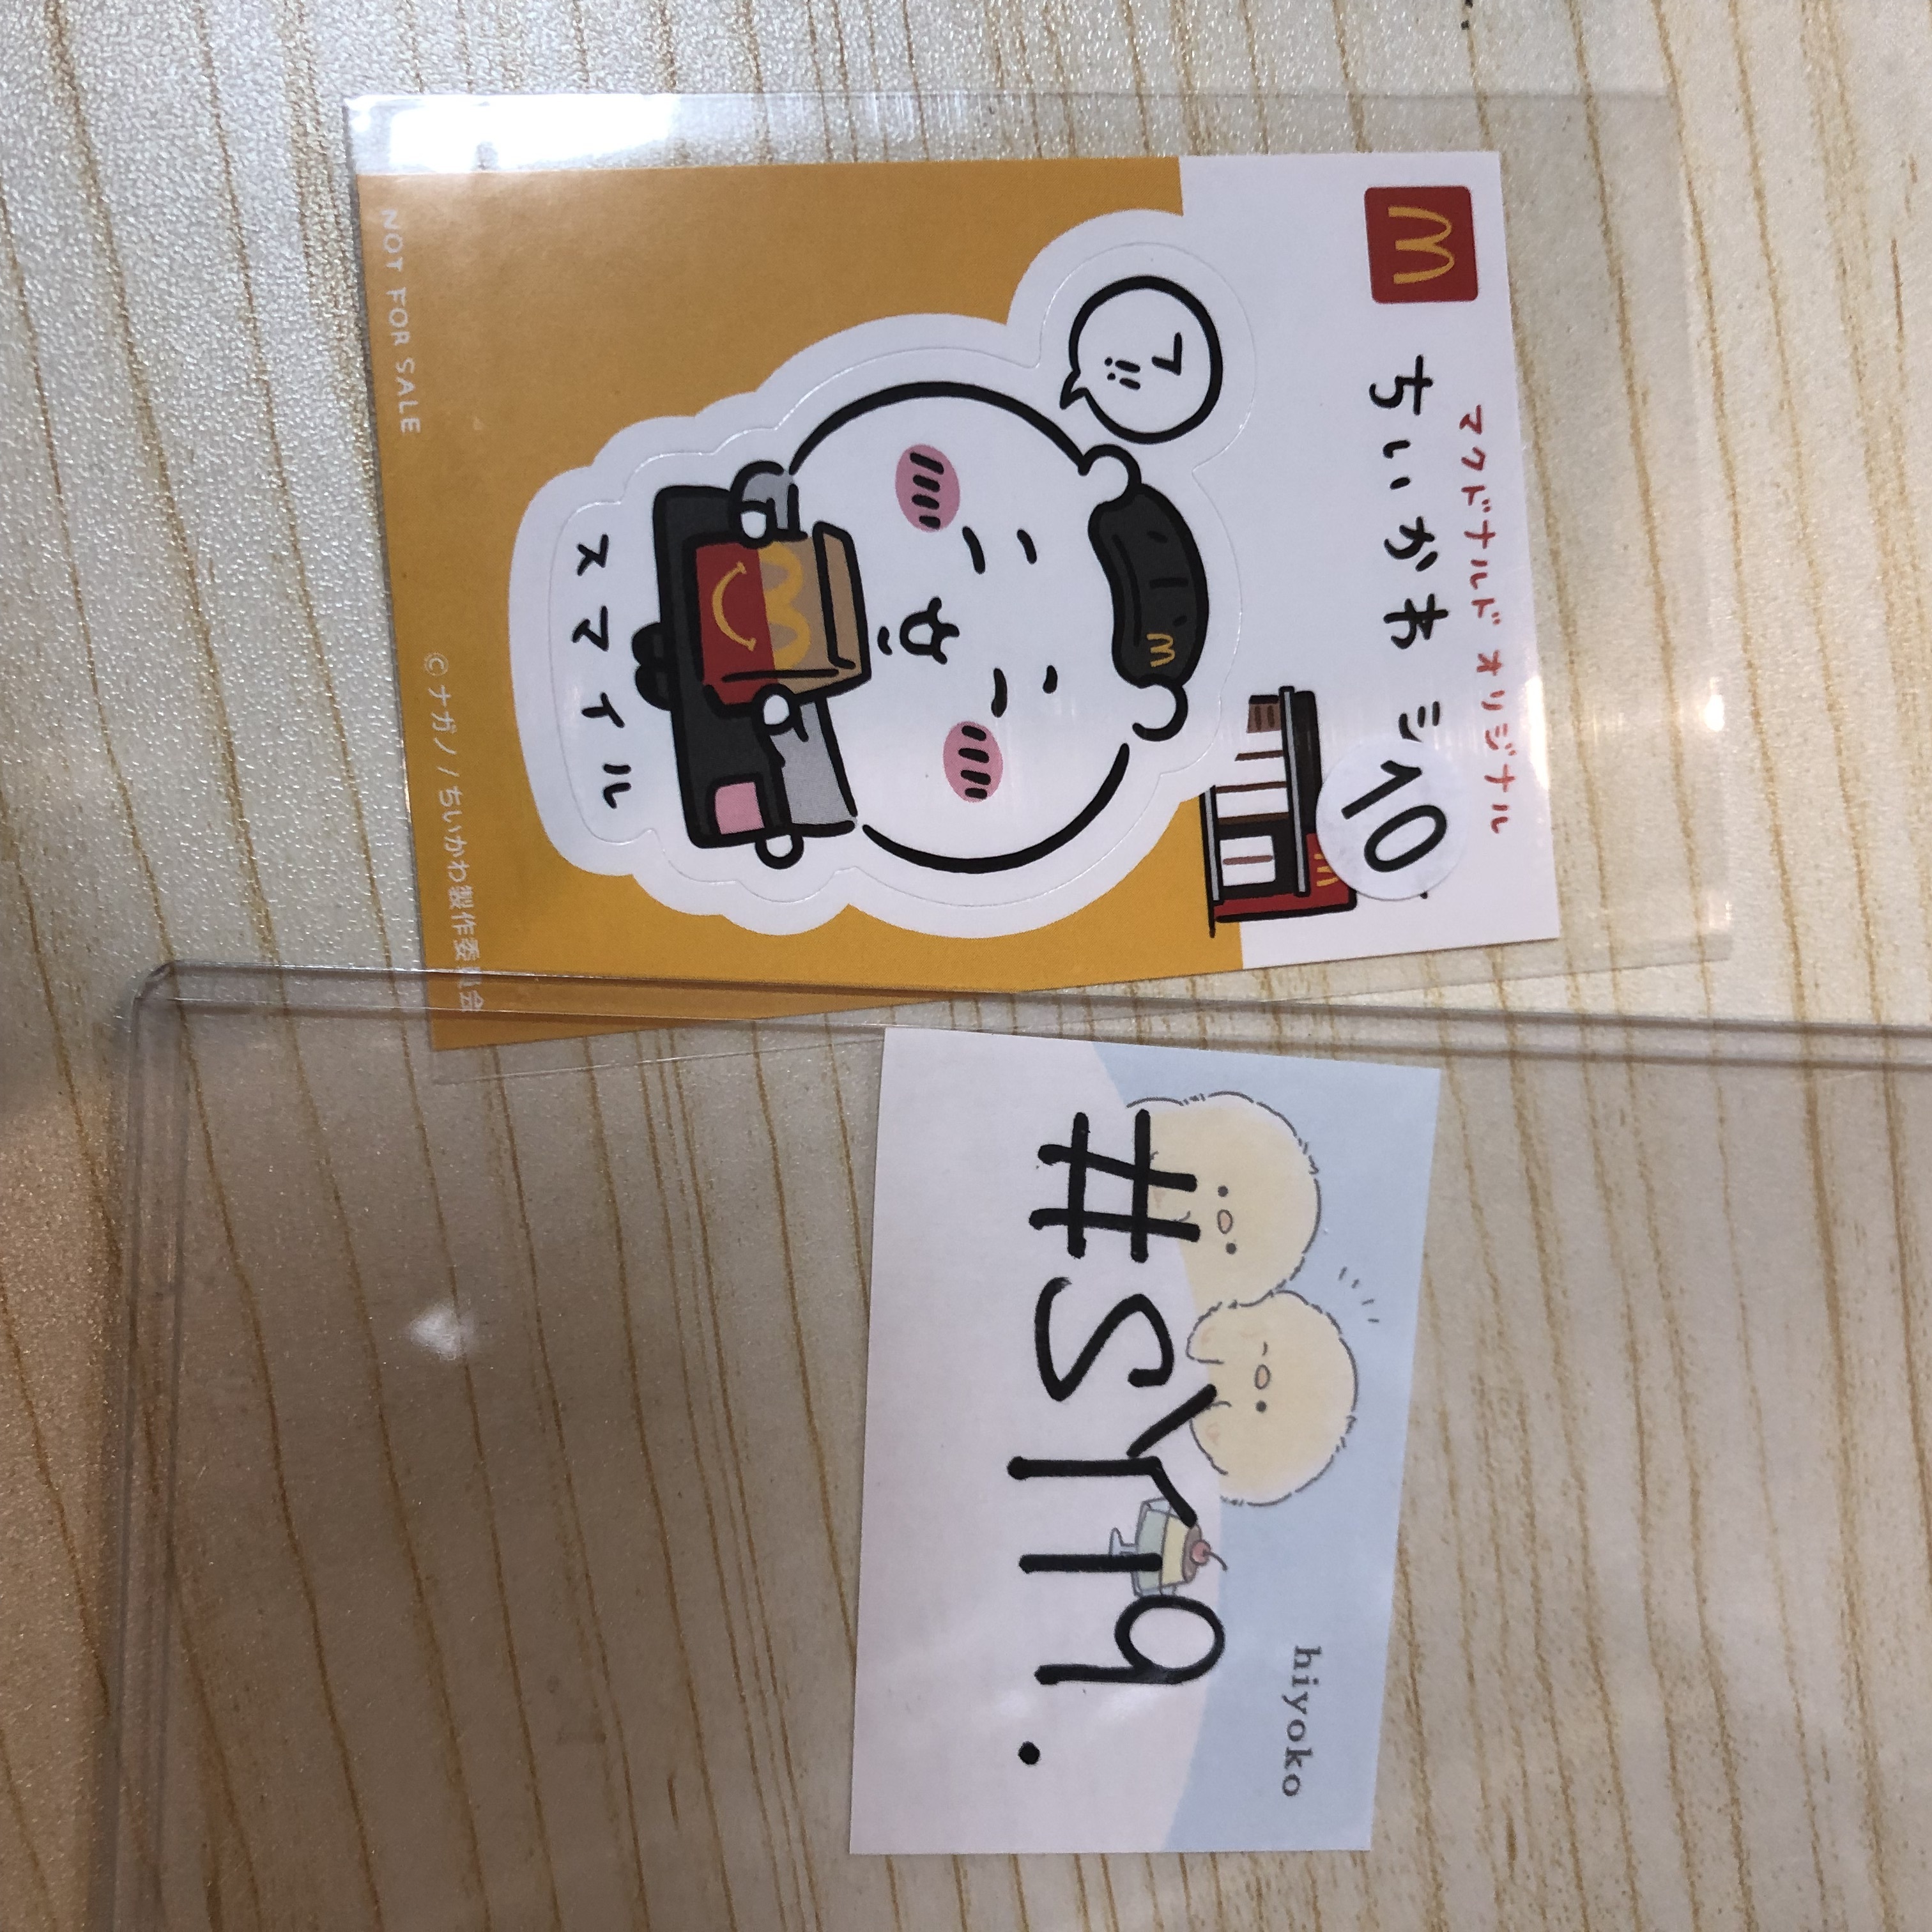 マクドナルド オリジナル
ちいかわ シ
10
スマイル
NOT FOR SALE
©ナガノ / ちいかわ製作委員会
hiyoko
#SY19.